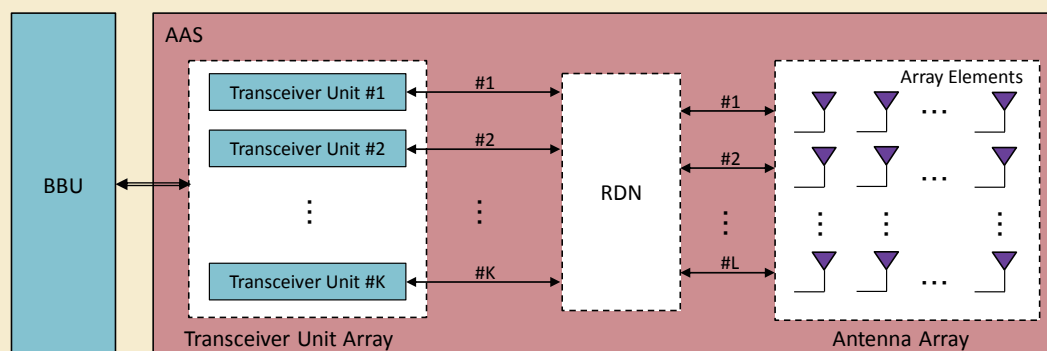 AAS
BBU
Transceiver Unit #1
Transceiver Unit #2
⋮
Transceiver Unit #K
Transceiver Unit Array
#1
#2
⋮
#K
RDN
#1
#2
⋮
#L
Array Elements
...
...
⋮ ⋮ ⋮
...
Antenna Array